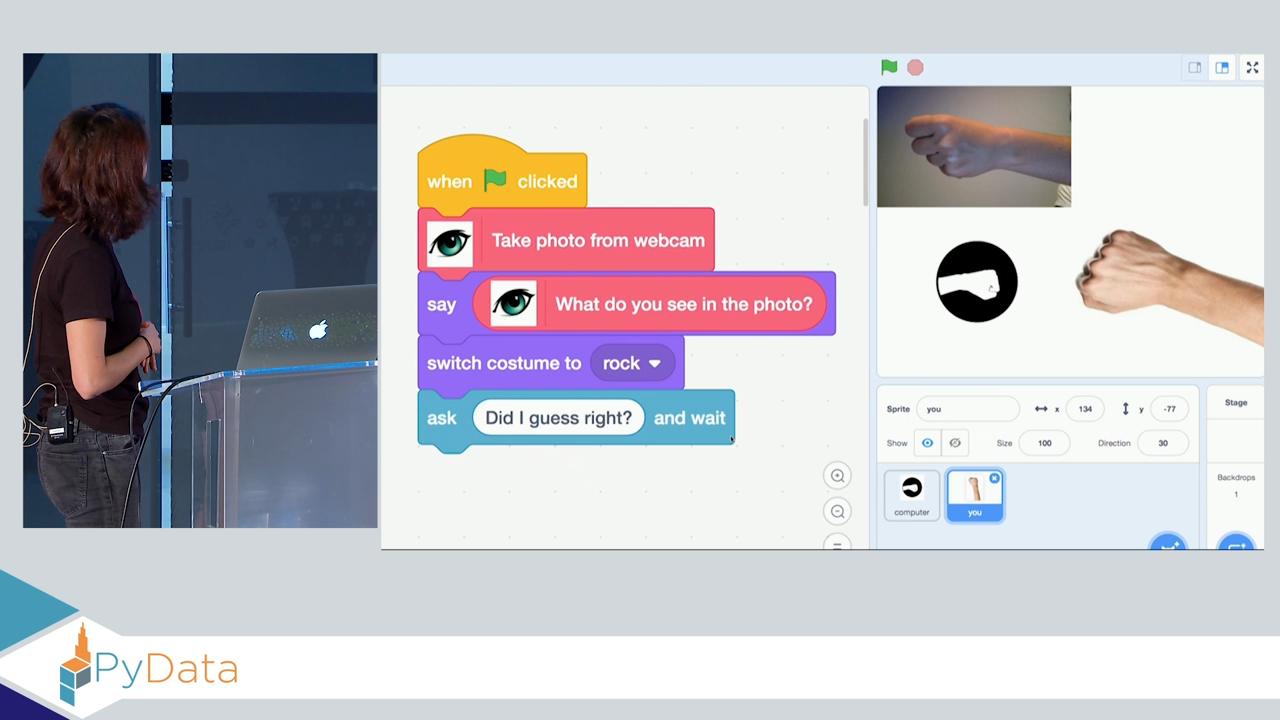 when clicked
Take photo from webcam
say What do you see in the photo?
switch costume to rock
ask Did I guess right? and wait
Sprite you x 134 y -77
Show Size 100 Direction 30
computer
you
Stage
Backdrops
1
PyData